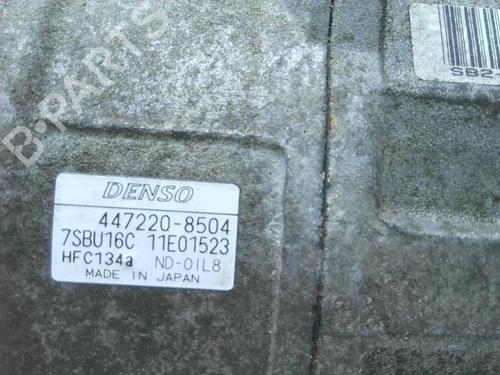 B-PARTS
SB2
DENSO
447220-8504
7SBU16C 11E01523
HFC134a ND-OIL8
MADE IN JAPAN